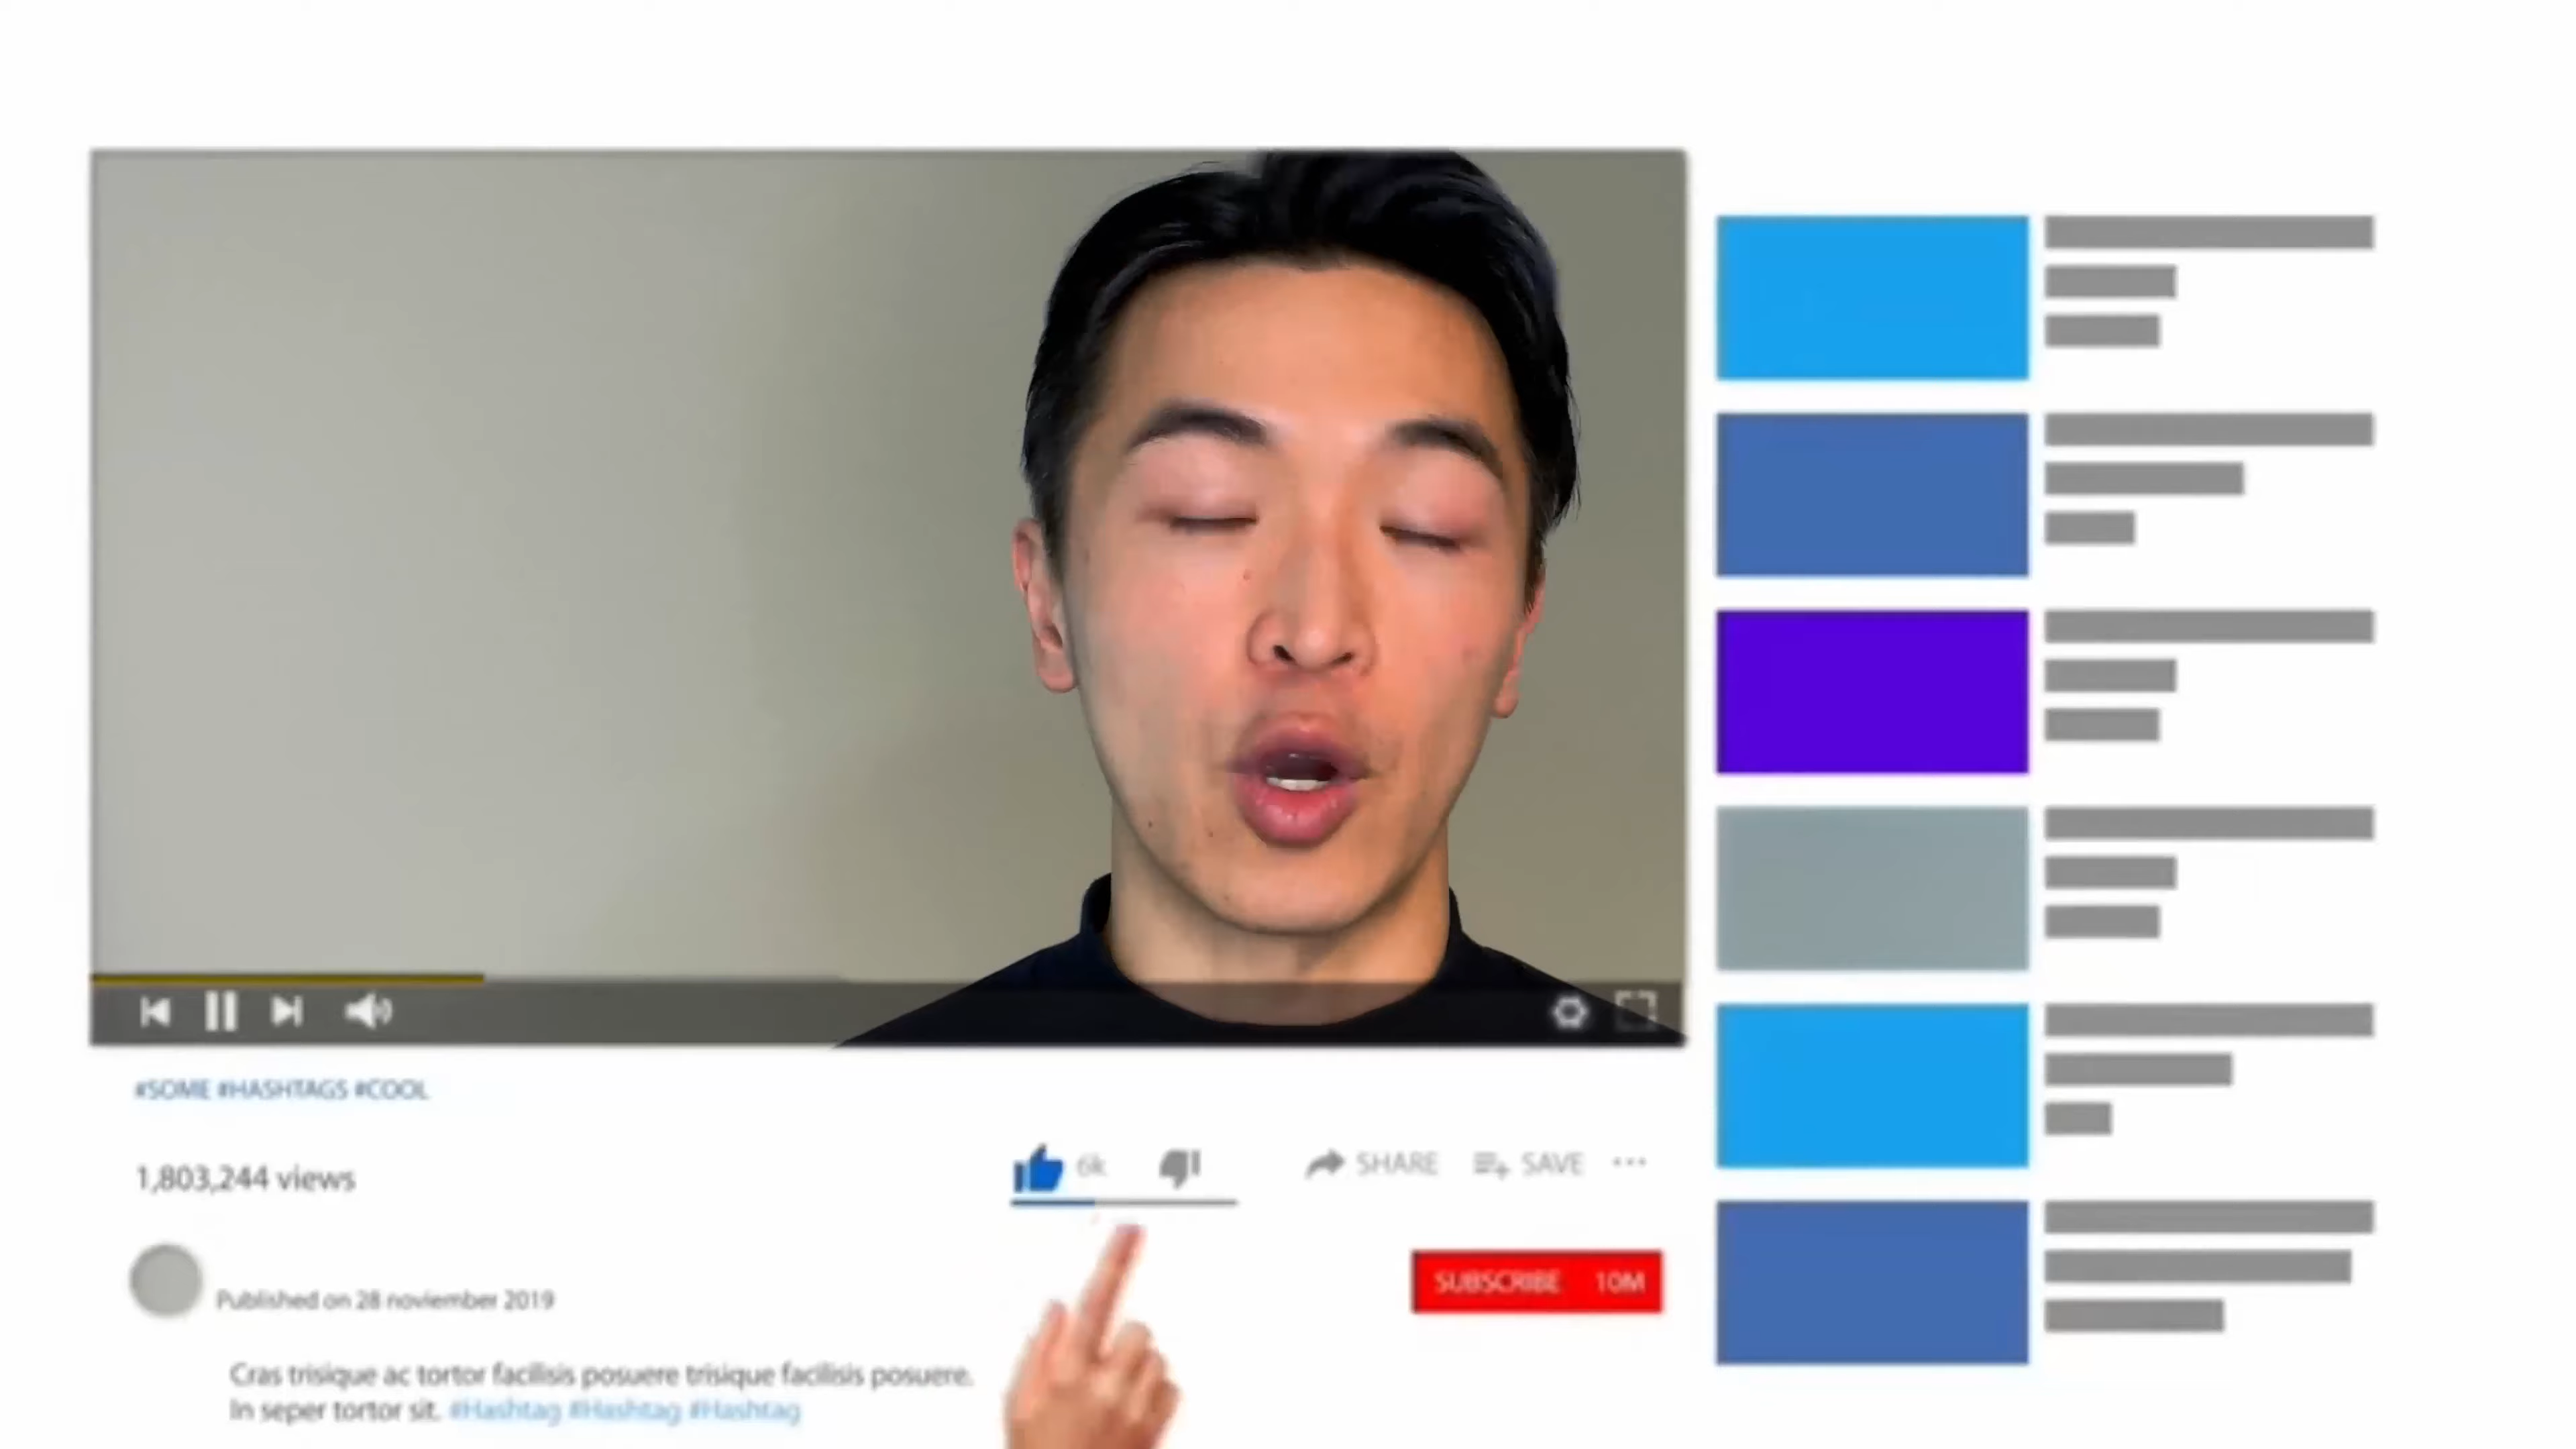 #SOME #HASHTAGS #COOL
1,803,244 views
6k
SHARE
SAVE
SUBSCRIBE 10M
Published on 28 noviember 2019
Cras trisique ac tortor facilisis posuere trisique facilisis posuere.
In seper tortor sit. #Hashtag #Hashtag #Hashtag